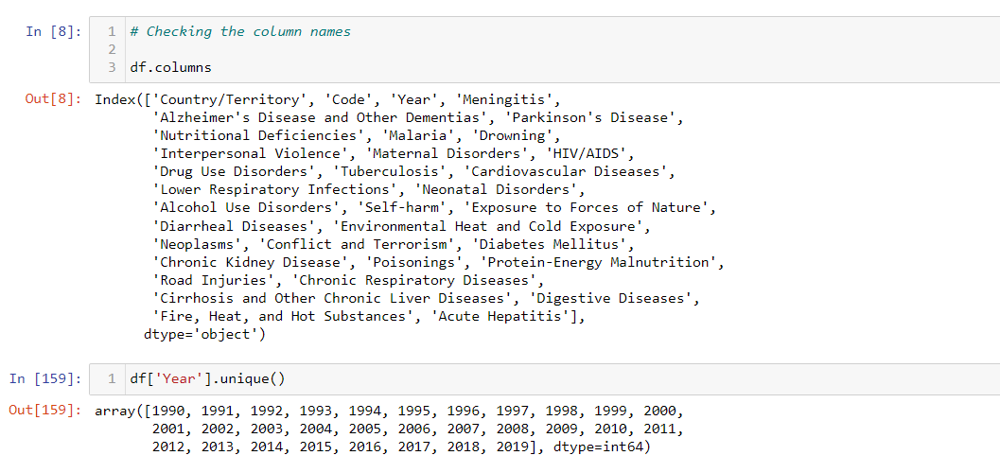 In [8]: 1 # Checking the column names
2
3 df.columns
Out[8]: Index(['Country/Territory', 'Code', 'Year', 'Meningitis',
'Alzheimer's Disease and Other Dementias', 'Parkinson's Disease',
'Nutritional Deficiencies', 'Malaria', 'Drowning',
'Interpersonal Violence', 'Maternal Disorders', 'HIV/AIDS',
'Drug Use Disorders', 'Tuberculosis', 'Cardiovascular Diseases',
'Lower Respiratory Infections', 'Neonatal Disorders',
'Alcohol Use Disorders', 'Self-harm', 'Exposure to Forces of Nature',
'Diarrheal Diseases', 'Environmental Heat and Cold Exposure',
'Neoplasms', 'Conflict and Terrorism', 'Diabetes Mellitus',
'Chronic Kidney Disease', 'Poisonings', 'Protein-Energy Malnutrition',
'Road Injuries', 'Chronic Respiratory Diseases',
'Cirrhosis and Other Chronic Liver Diseases', 'Digestive Diseases',
'Fire, Heat, and Hot Substances', 'Acute Hepatitis'],
dtype='object')
In [159]: 1 df['Year'].unique()
Out[159]: array([1990, 1991, 1992, 1993, 1994, 1995, 1996, 1997, 1998, 1999, 2000,
2001, 2002, 2003, 2004, 2005, 2006, 2007, 2008, 2009, 2010, 2011,
2012, 2013, 2014, 2015, 2016, 2017, 2018, 2019], dtype=int64)